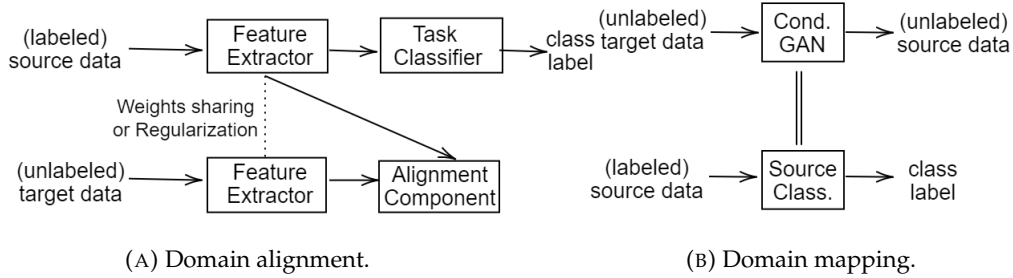 (labeled)
source data
Feature
Extractor
Task
Classifier
class
label
Weights sharing
or Regularization
(unlabeled)
target data
Feature
Extractor
Alignment
Component
(A) Domain alignment.
(unlabeled)
target data
Cond.
GAN
(unlabeled)
source data
(labeled)
source data
Source
Class.
class
label
(B) Domain mapping.